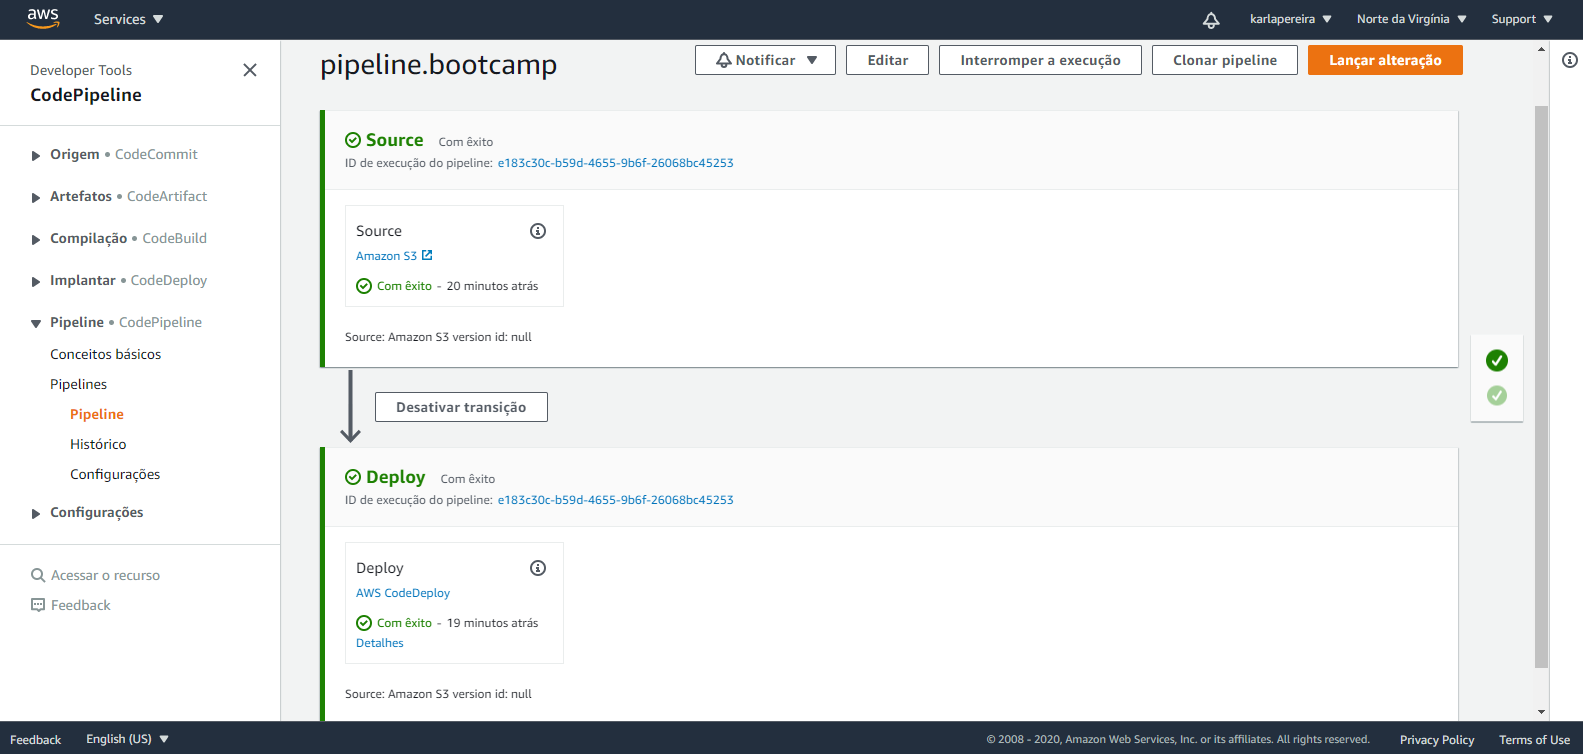 aws Services karlapereira Norte da Virgínia Support
Developer Tools
CodePipeline
Origem • CodeCommit
Artefatos • CodeArtifact
Compilação • CodeBuild
Implantar • CodeDeploy
Pipeline • CodePipeline
Conceitos básicos
Pipelines
Pipeline
Histórico
Configurações
Configurações
Acessar o recurso
Feedback
pipeline.bootcamp
Notificar Editar Interromper a execução Clonar pipeline Lançar alteração
Source Com êxito
ID de execução do pipeline: e183c30c-b59d-4655-9b6f-26068bc45253
Source
Amazon S3
Com êxito - 20 minutos atrás
Source: Amazon S3 version id: null
Desativar transição
Deploy Com êxito
ID de execução do pipeline: e183c30c-b59d-4655-9b6f-26068bc45253
Deploy
AWS CodeDeploy
Com êxito - 19 minutos atrás
Detalhes
Source: Amazon S3 version id: null
Feedback English (US) © 2008 - 2020, Amazon Web Services, Inc. or its affiliates. All rights reserved. Privacy Policy Terms of Use